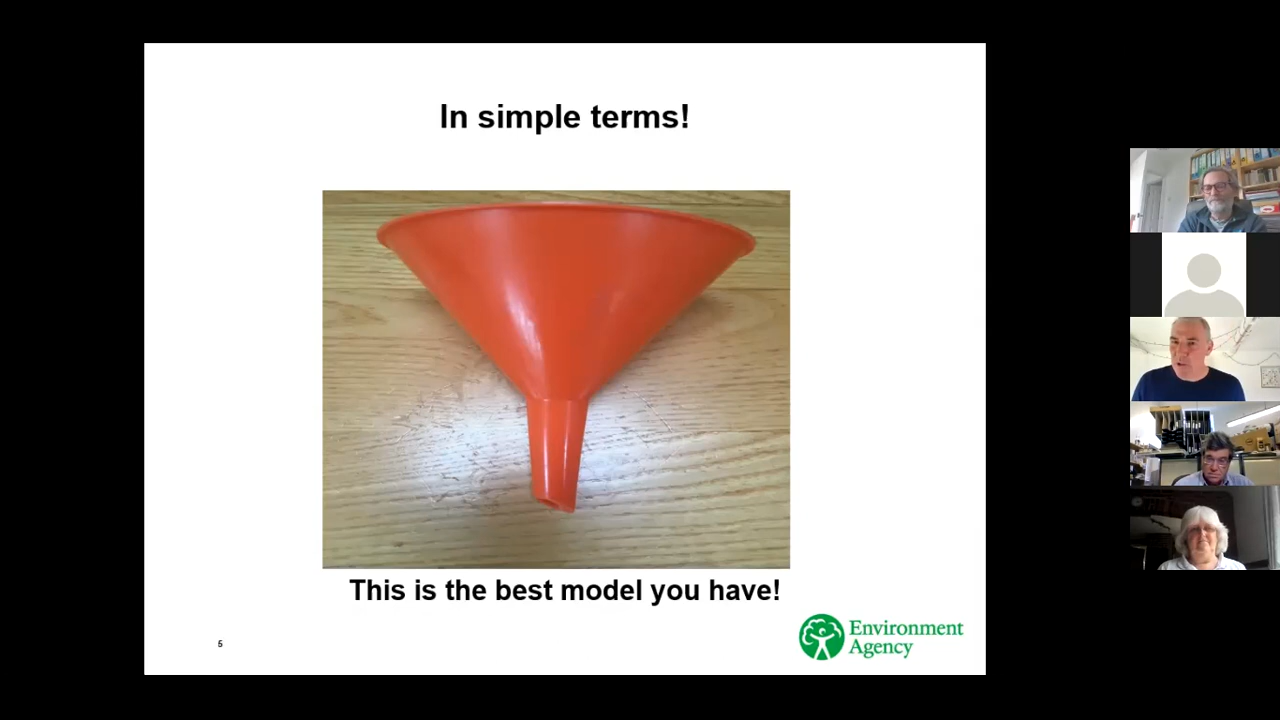 In simple terms!
This is the best model you have!
5
Environment
Agency